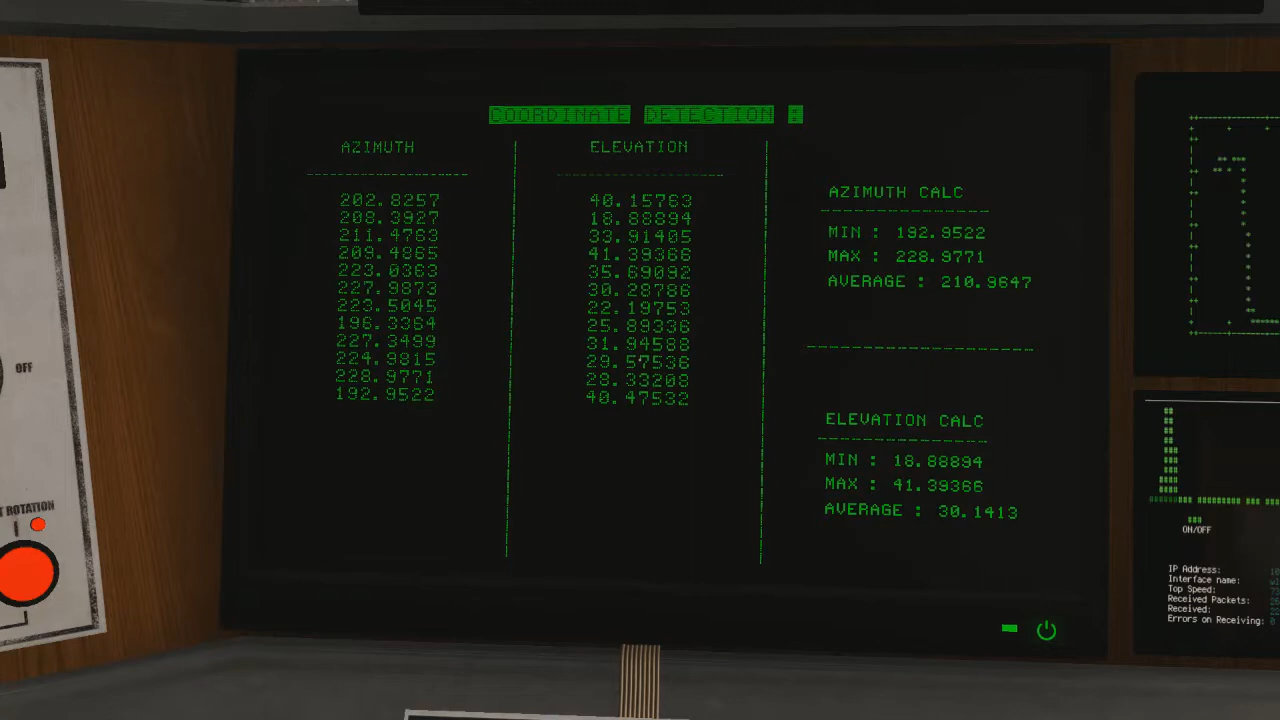 COORDINATE DETECTION :
AZIMUTH
202.8257
208.3927
211.4763
209.4865
223.0363
227.9873
223.5045
196.3364
227.3499
224.9815
228.9771
192.9522
ELEVATION
40.15763
18.88894
33.91405
41.39366
35.69092
30.28786
22.19753
25.89336
31.94588
29.57536
28.33208
40.47532
AZIMUTH CALC
MIN : 192.9522
MAX : 228.9771
AVERAGE : 210.9647
ELEVATION CALC
MIN : 18.88894
MAX : 41.39366
AVERAGE : 30.1413
OFF
T ROTATION
ON/OFF
IP Address:
Interface name:
Top Speed:
Received Packets:
Received:
Errors on Receiving: